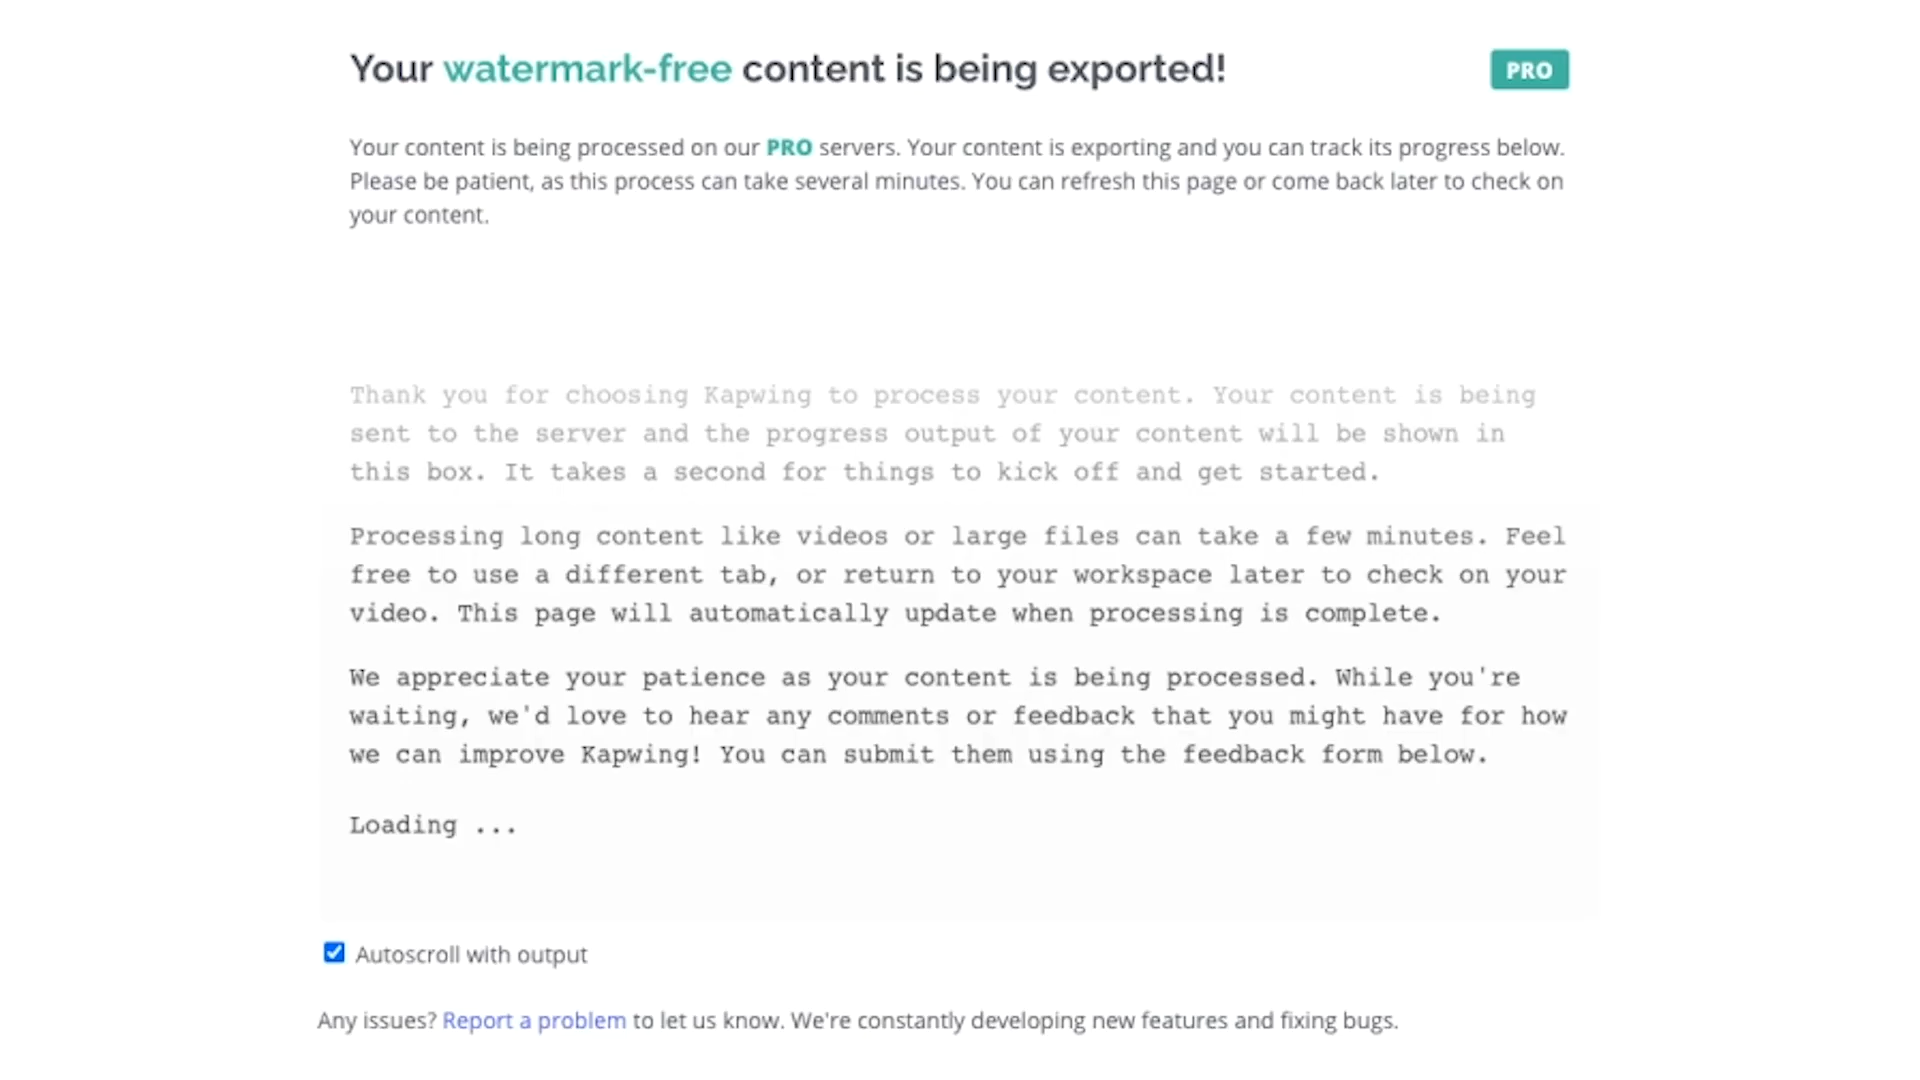 Your watermark-free content is being exported!
PRO
Your content is being processed on our PRO servers. Your content is exporting and you can track its progress below.
Please be patient, as this process can take several minutes. You can refresh this page or come back later to check on
your content.
Thank you for choosing Kapwing to process your content. Your content is being
sent to the server and the progress output of your content will be shown in
this box. It takes a second for things to kick off and get started.
Processing long content like videos or large files can take a few minutes. Feel
free to use a different tab, or return to your workspace later to check on your
video. This page will automatically update when processing is complete.
We appreciate your patience as your content is being processed. While you're
waiting, we'd love to hear any comments or feedback that you might have for how
we can improve Kapwing! You can submit them using the feedback form below.
Loading ...
Autoscroll with output
Any issues? Report a problem to let us know. We're constantly developing new features and fixing bugs.